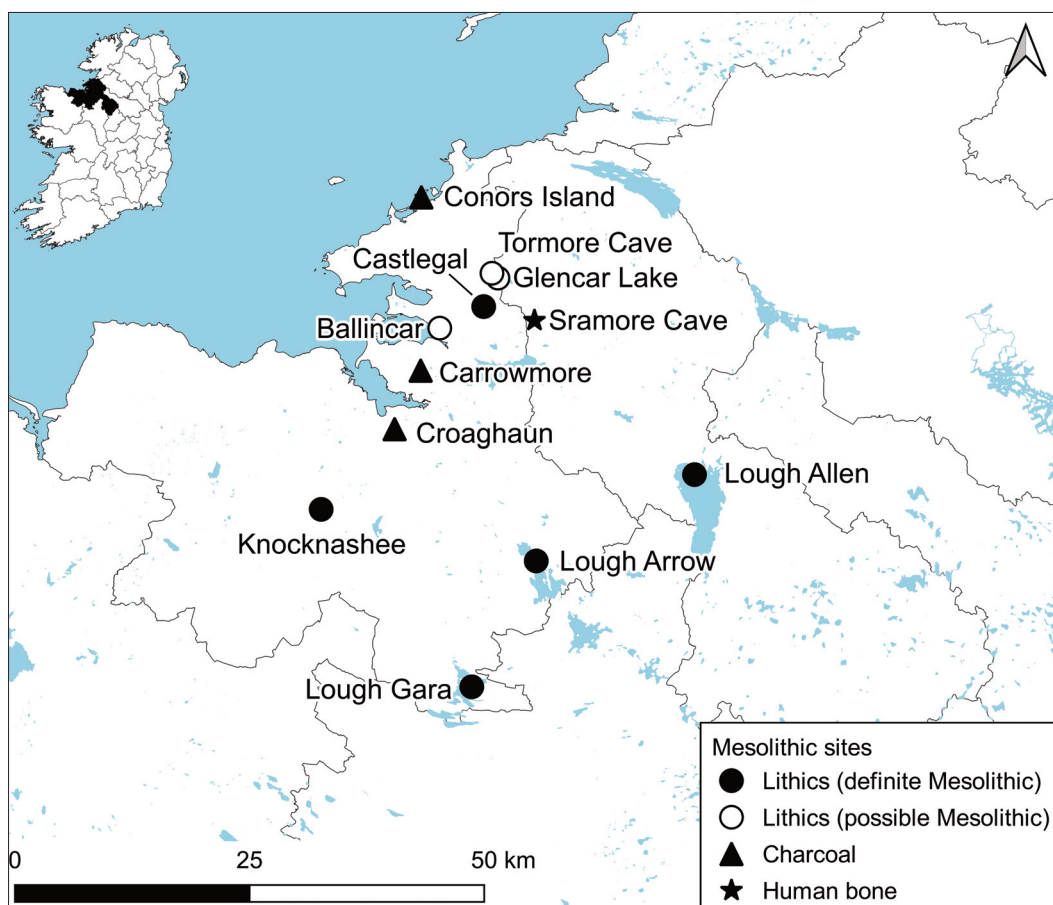 Conors Island
Tormore Cave
Castlegal
Glencar Lake
Ballincar
Sramore Cave
Carrowmore
Croaghaun
Lough Allen
Knocknashee
Lough Arrow
Lough Gara
Mesolithic sites
Lithics (definite Mesolithic)
Lithics (possible Mesolithic)
Charcoal
Human bone
0 25 50 km